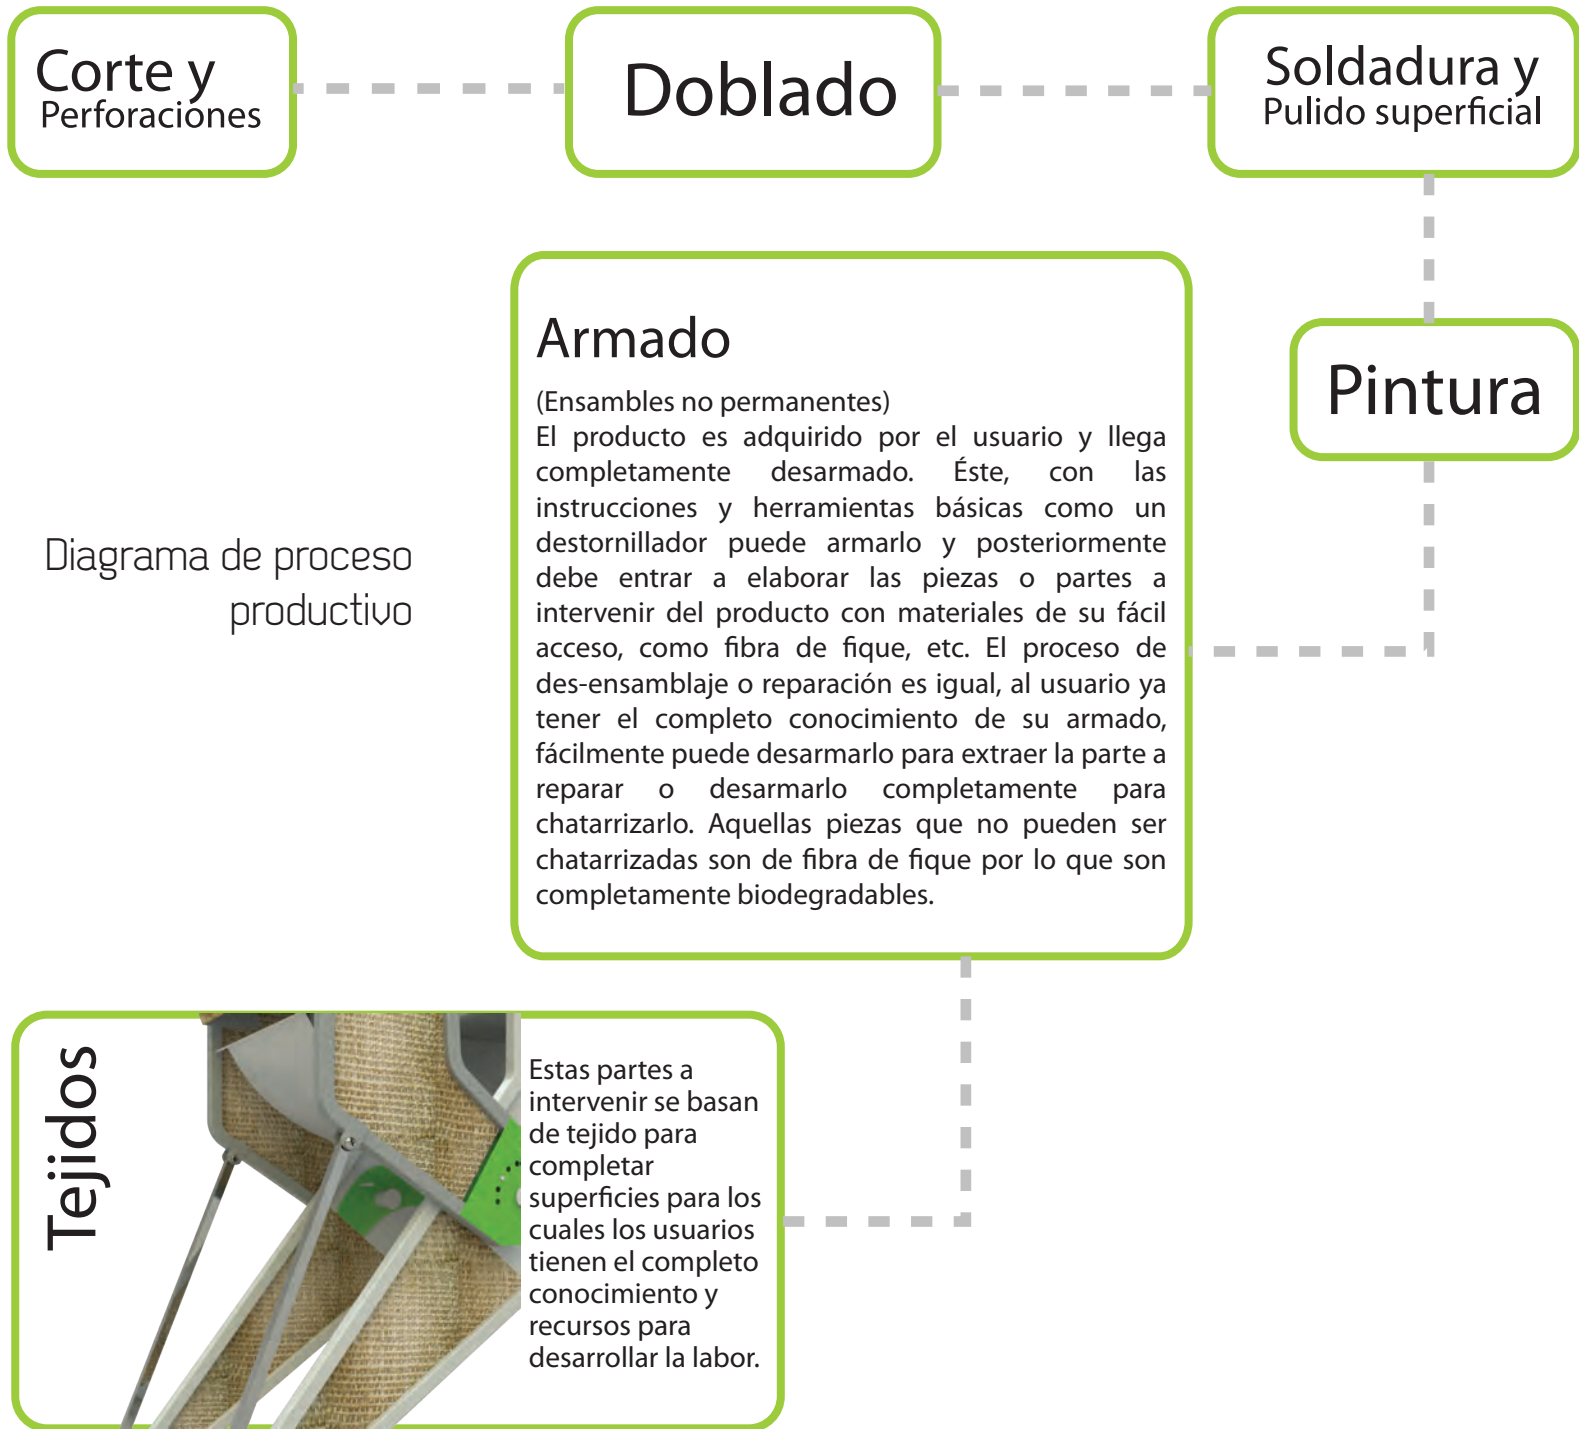 Corte y
Perforaciones
Doblado
Soldadura y
Pulido superficial
Pintura
Armado
(Ensambles no permanentes)
El producto es adquirido por el usuario y llega
completamente desarmado. Éste, con las
instrucciones y herramientas básicas como un
destornillador puede armarlo y posteriormente
debe entrar a elaborar las piezas o partes a
intervenir del producto con materiales de su fácil
acceso, como fibra de fique, etc. El proceso de
des-ensamblaje o reparación es igual, al usuario ya
tener el completo conocimiento de su armado,
fácilmente puede desarmarlo para extraer la parte a
reparar o desarmarlo completamente para
chatarrizarlo. Aquellas piezas que no pueden ser
chatarrizadas son de fibra de fique por lo que son
completamente biodegradables.
Diagrama de proceso
productivo
Tejidos
Estas partes a
intervenir se basan
de tejido para
completar
superficies para los
cuales los usuarios
tienen el completo
conocimiento y
recursos para
desarrollar la labor.